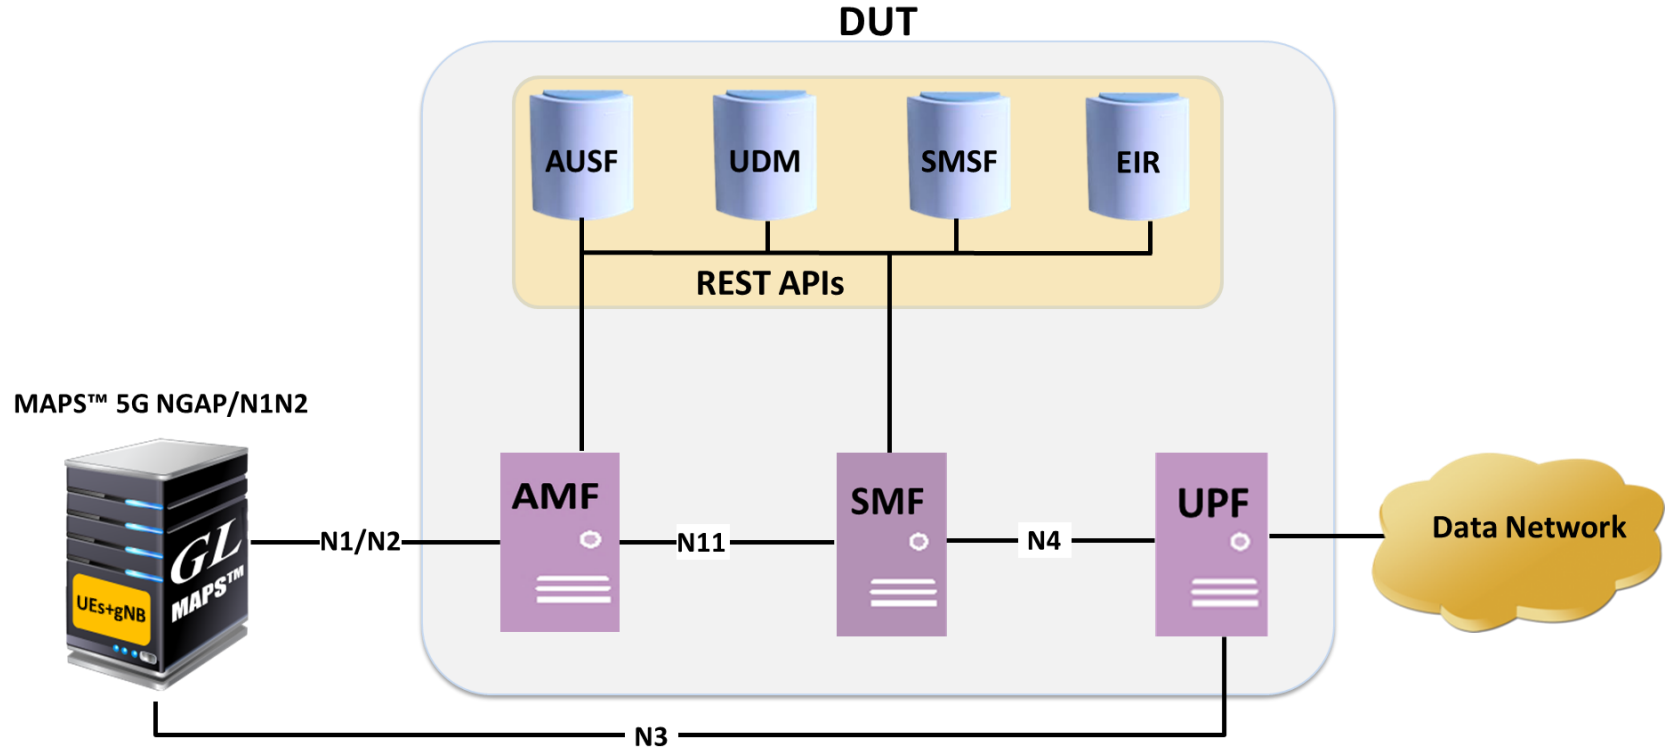 DUT
AUSF
UDM
SMSF
EIR
REST APIs
MAPS™ 5G NGAP/N1N2
AMF
SMF
UPF
GL
MAPS™
UEs+gNB
N1/N2
N11
N4
Data Network
N3